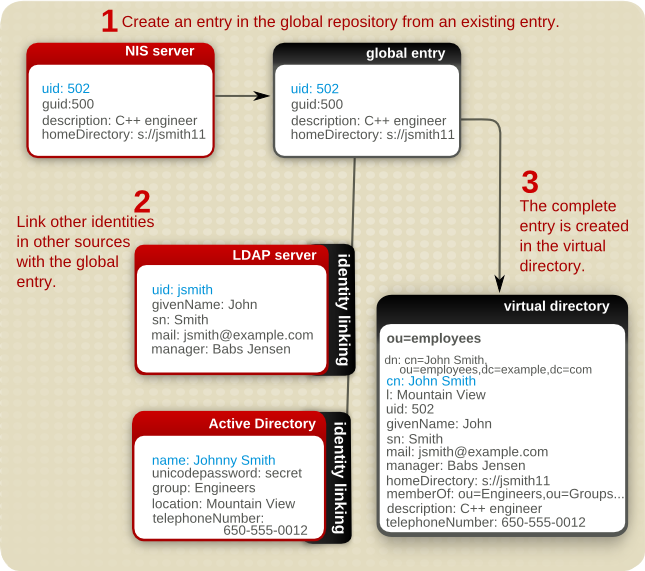 1 Create an entry in the global repository from an existing entry.
NIS server
uid: 502
guid:500
description: C++ engineer
homeDirectory: s://jsmith11
global entry
uid: 502
guid:500
description: C++ engineer
homeDirectory: s://jsmith11
2
Link other identities
in other sources
with the global
entry.
3
The complete
entry is created
in the virtual
directory.
LDAP server
uid: jsmith
givenName: John
sn: Smith
mail: jsmith@example.com
manager: Babs Jensen
identity linking
Active Directory
name: Johnny Smith
unicodepassword: secret
group: Engineers
location: Mountain View
telephoneNumber:
650-555-0012
identity linking
virtual directory
ou=employees
dn: cn=John Smith,
ou=employees,dc=example,dc=com
cn: John Smith
l: Mountain View
uid: 502
givenName: John
sn: Smith
mail: jsmith@example.com
manager: Babs Jensen
homeDirectory: s://jsmith11
memberOf: ou=Engineers,ou=Groups...
description: C++ engineer
telephoneNumber: 650-555-0012